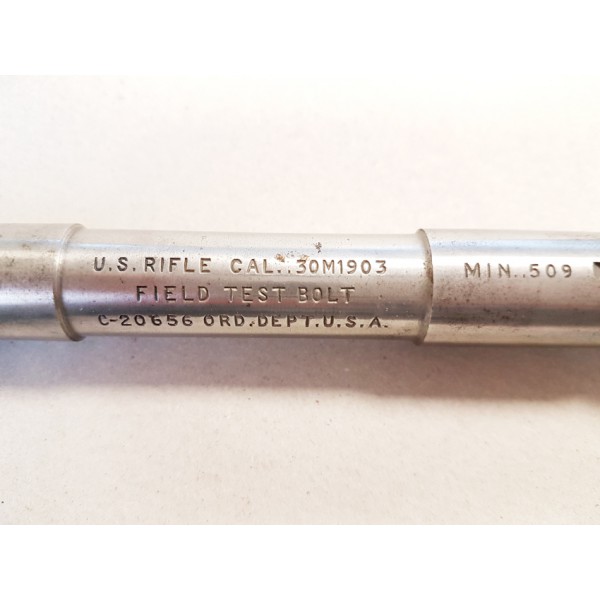 U.S. RIFLE CAL..30M1903
FIELD TEST BOLT
C-20656 ORD.DEPT.U.S.A.
MIN..509